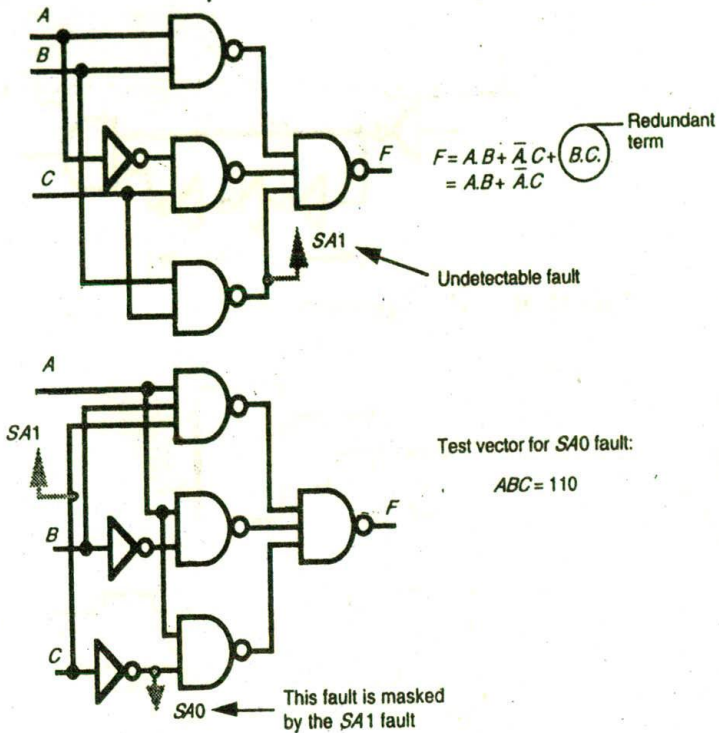 A
B
C
F
F = A.B + A̅.C + B.C.
= A.B + A̅.C
Redundant
term
SA1
Undetectable fault
A
SA1
B
C
F
Test vector for SA0 fault:
ABC = 110
SA0
This fault is masked
by the SA1 fault